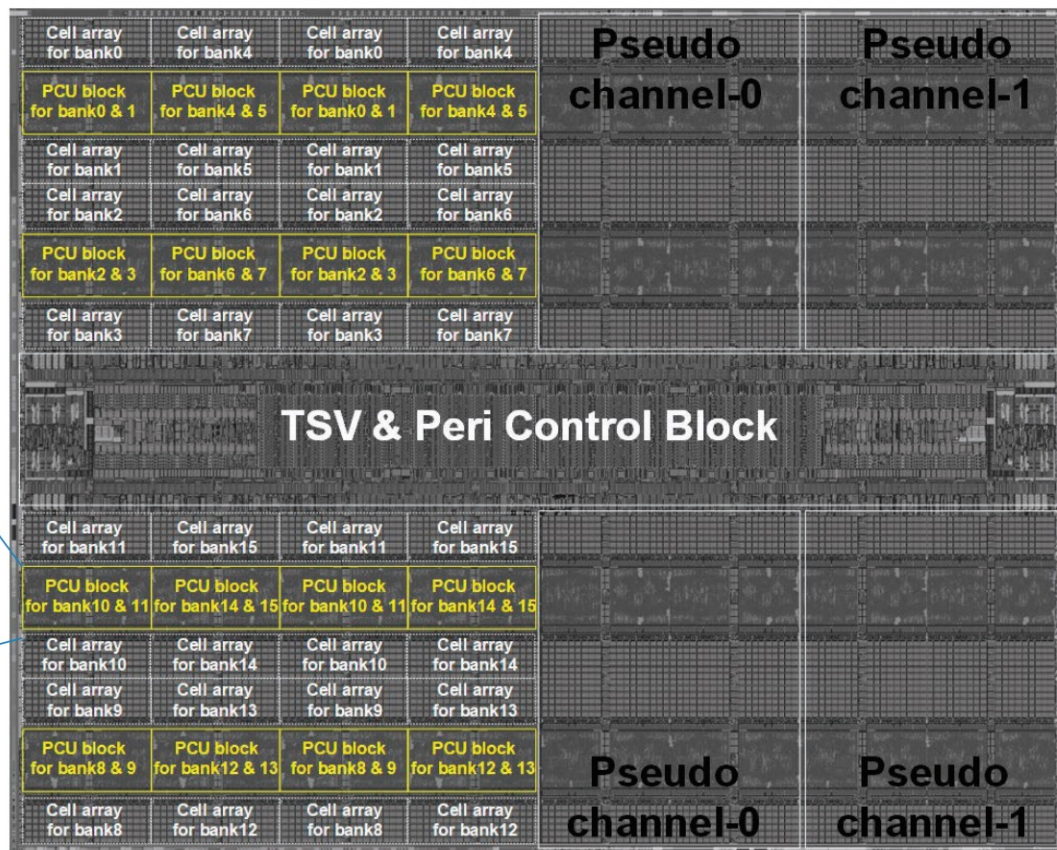 Cell array for bank0
Cell array for bank4
Cell array for bank0
Cell array for bank4
Pseudo channel-0
Pseudo channel-1
PCU block for bank0 & 1
PCU block for bank4 & 5
PCU block for bank0 & 1
PCU block for bank4 & 5
Cell array for bank1
Cell array for bank5
Cell array for bank1
Cell array for bank5
Cell array for bank2
Cell array for bank6
Cell array for bank2
Cell array for bank6
PCU block for bank2 & 3
PCU block for bank6 & 7
PCU block for bank2 & 3
PCU block for bank6 & 7
Cell array for bank3
Cell array for bank7
Cell array for bank3
Cell array for bank7
TSV & Peri Control Block
Cell array for bank11
Cell array for bank15
Cell array for bank11
Cell array for bank15
PCU block for bank10 & 11
PCU block for bank14 & 15
PCU block for bank10 & 11
PCU block for bank14 & 15
Cell array for bank10
Cell array for bank14
Cell array for bank10
Cell array for bank14
Cell array for bank9
Cell array for bank13
Cell array for bank9
Cell array for bank13
PCU block for bank8 & 9
PCU block for bank12 & 13
PCU block for bank8 & 9
PCU block for bank12 & 13
Pseudo channel-0
Pseudo channel-1
Cell array for bank8
Cell array for bank12
Cell array for bank8
Cell array for bank12